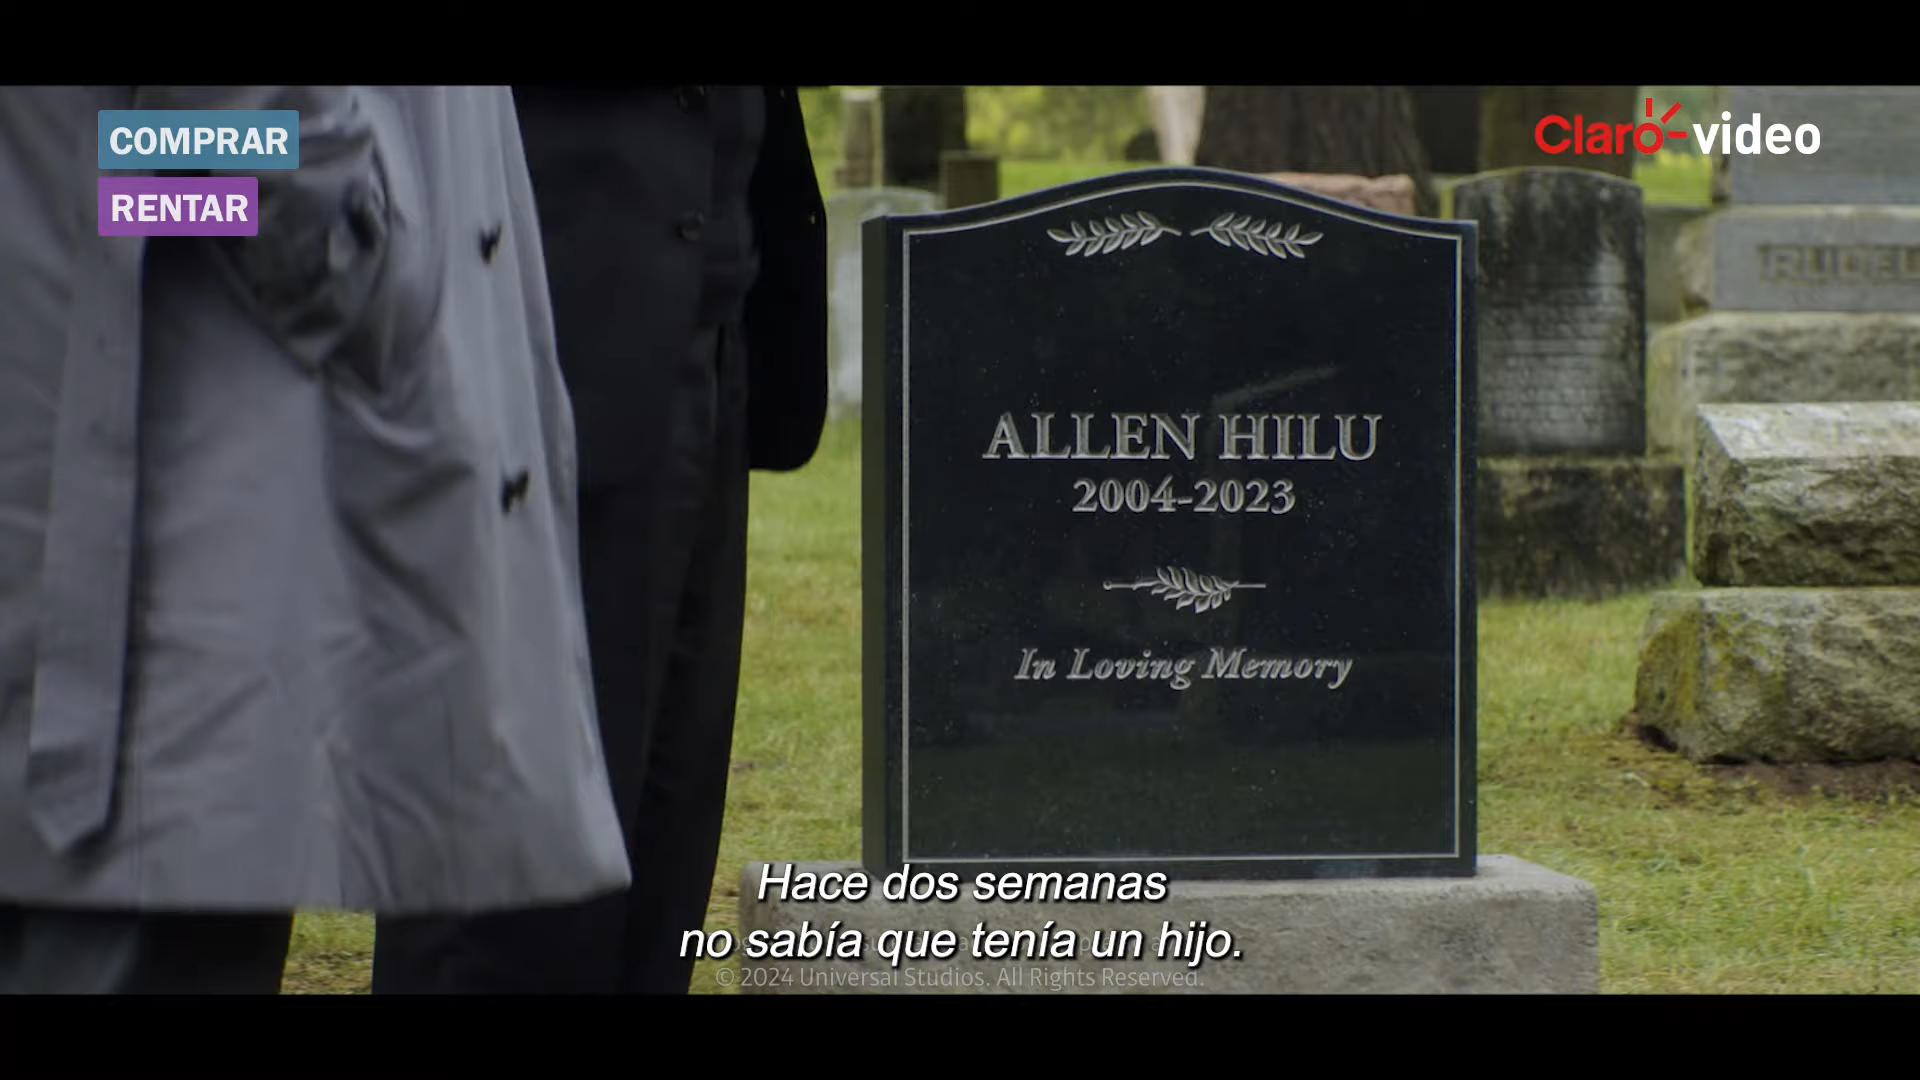 COMPRAR
RENTAR
Claro-video
RUDEL
ALLEN HILU
2004-2023
In Loving Memory
Hace dos semanas
no sabía que tenía un hijo.
© 2024 Universal Studios. All Rights Reserved.